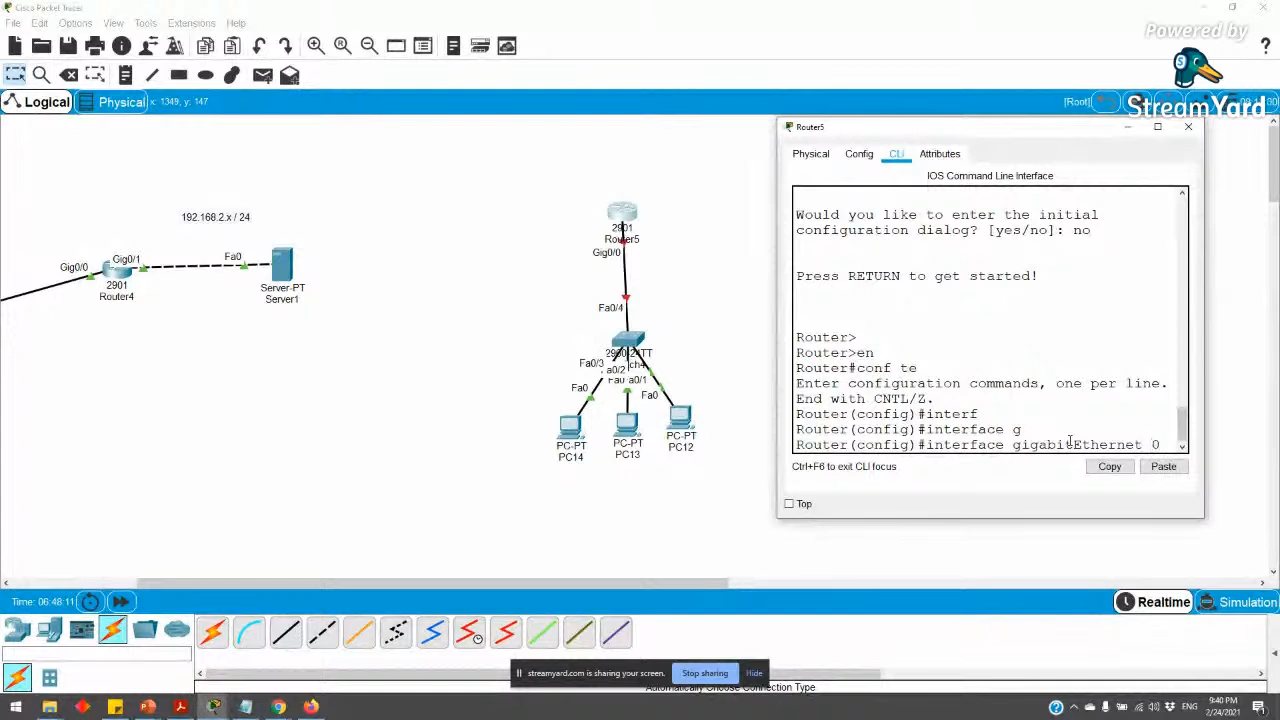 Cisco Packet Tracer
File Edit Options View Tools Extensions Help
Powered by
StreamYard
Logical Physical x: 1349, y: 147
[Root]
192.168.2.x / 24
Gig0/0
Gig0/1
Fa0
2901
Router4
Server-PT
Server1
2901
Router5
Gig0/0
Fa0/4
Fa0/3
Fa0
Fa0
PC-PT
PC14
PC-PT
PC13
PC-PT
PC12
Router5
Physical Config CLI Attributes
IOS Command Line Interface
Would you like to enter the initial
configuration dialog? [yes/no]: no
Press RETURN to get started!
Router>
Router>en
Router#conf te
Enter configuration commands, one per line.
End with CNTL/Z.
Router(config)#interf
Router(config)#interface g
Router(config)#interface gigabitEthernet 0
Ctrl+F6 to exit CLI focus
Copy Paste
Top
Time: 06:48:11
Realtime Simulation
streamyard.com is sharing your screen. Stop sharing Hide
Automatically Choose Connection Type
ENG
9:40 PM
2/24/2021